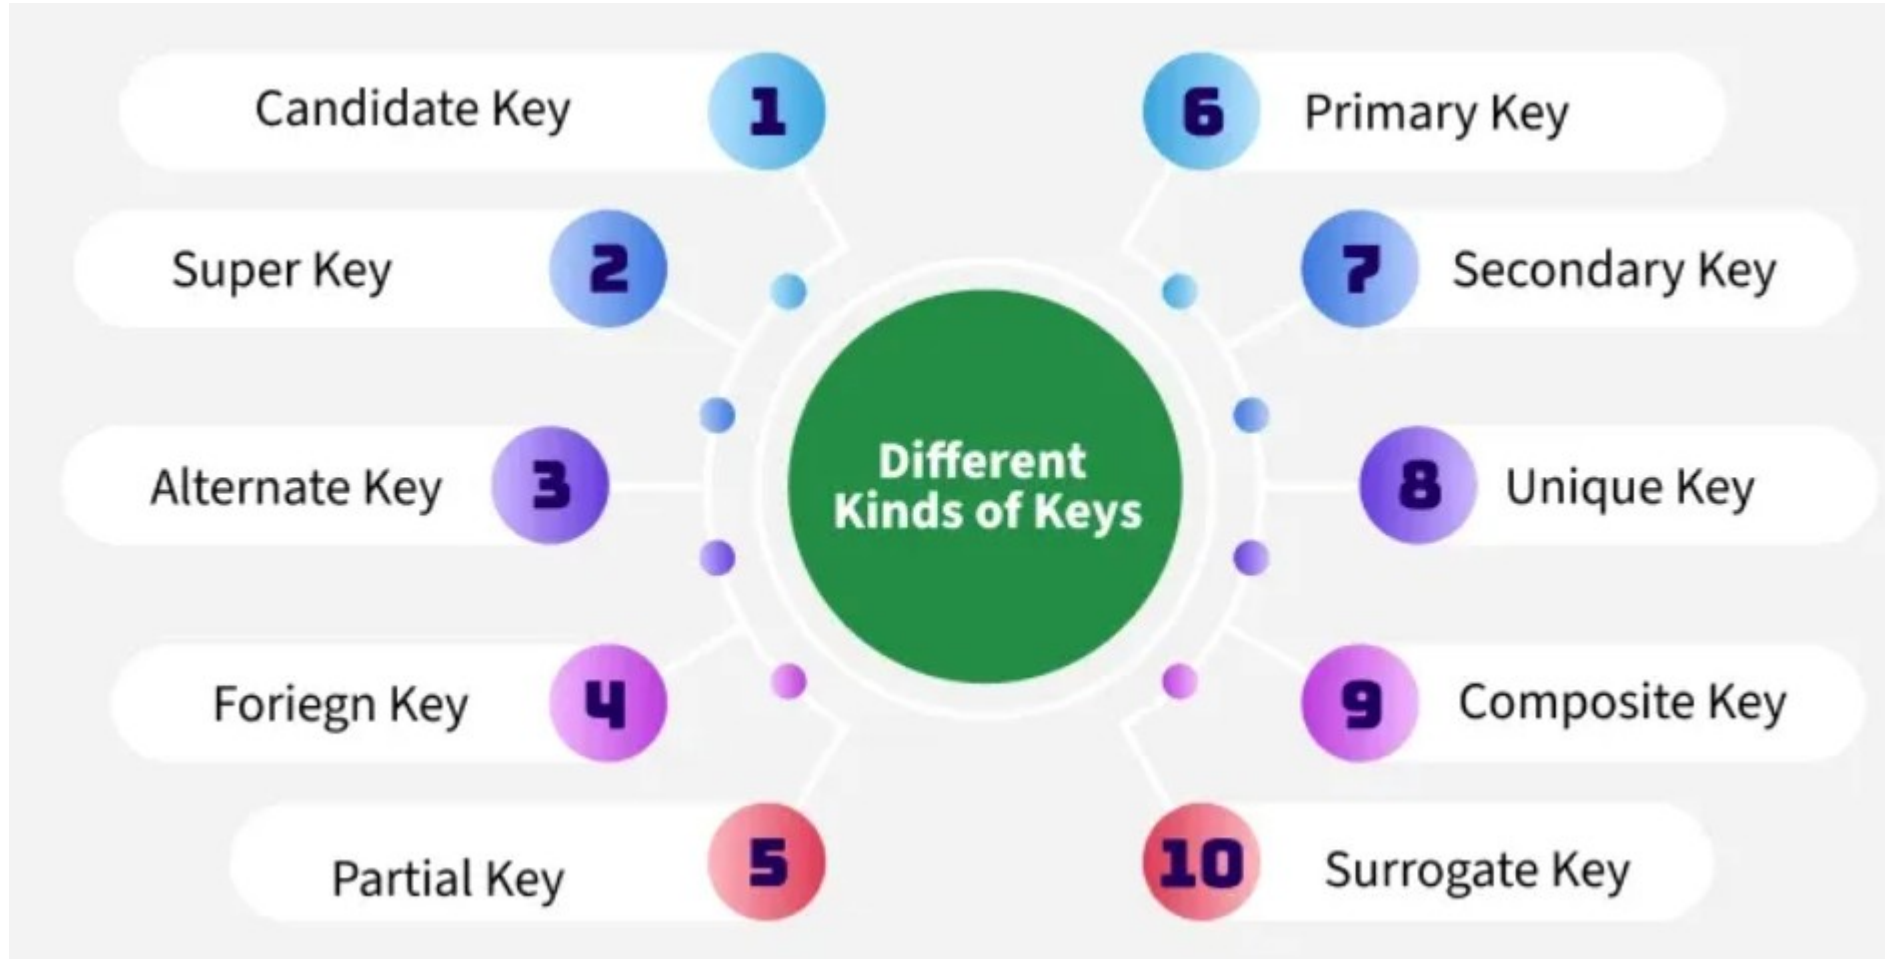 Candidate Key 1
Super Key 2
Alternate Key 3
Foriegn Key 4
Partial Key 5
Different
Kinds of Keys
6 Primary Key
7 Secondary Key
8 Unique Key
9 Composite Key
10 Surrogate Key